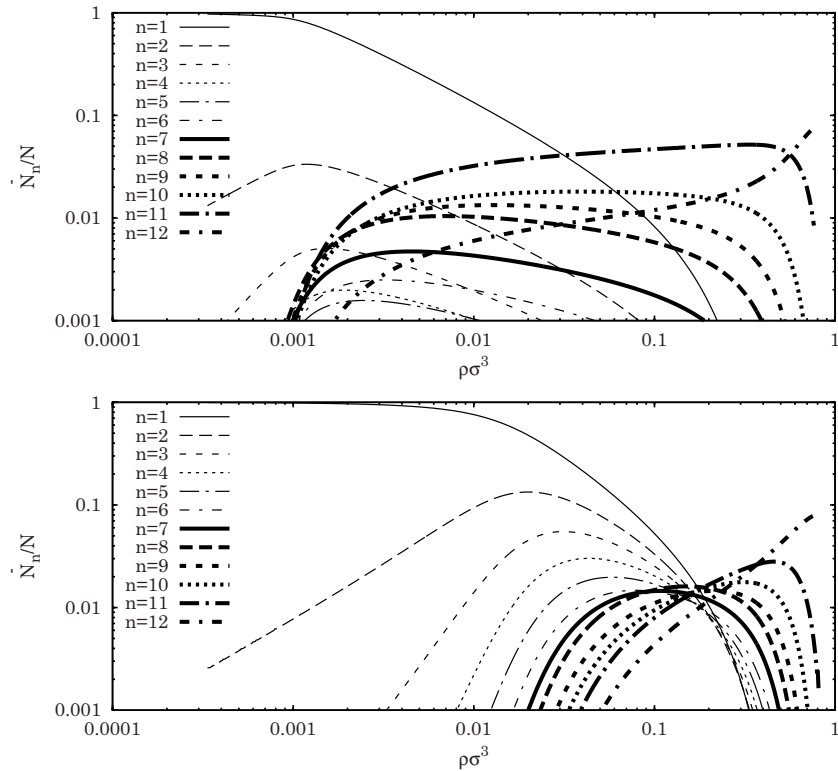 1
0.1
0.01
0.001
N̄ₙ/N
n=1
n=2
n=3
n=4
n=5
n=6
n=7
n=8
n=9
n=10
n=11
n=12
0.0001 0.001 0.01 0.1 1
ρσ³
1
0.1
0.01
0.001
N̄ₙ/N
n=1
n=2
n=3
n=4
n=5
n=6
n=7
n=8
n=9
n=10
n=11
n=12
0.0001 0.001 0.01 0.1 1
ρσ³